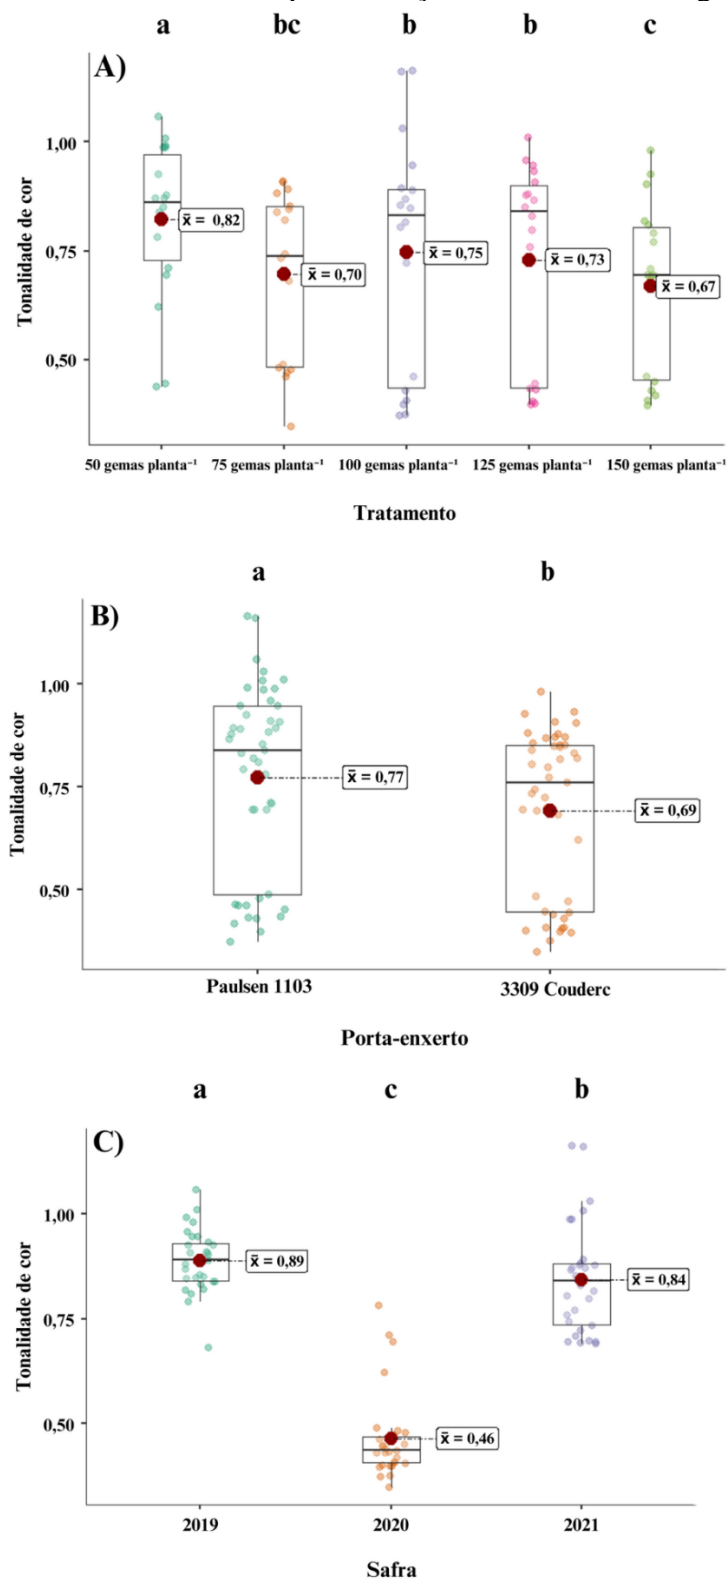 a bc b b c
A)
1,00
0,75
0,50
Tonalidade de cor
x̄ = 0,82
x̄ = 0,70
x̄ = 0,75
x̄ = 0,73
x̄ = 0,67
50 gemas planta⁻¹ 75 gemas planta⁻¹ 100 gemas planta⁻¹ 125 gemas planta⁻¹ 150 gemas planta⁻¹
Tratamento
a b
B)
1,00
0,75
0,50
Tonalidade de cor
x̄ = 0,77
x̄ = 0,69
Paulsen 1103 3309 Couderc
Porta-enxerto
a c b
C)
1,00
0,75
0,50
Tonalidade de cor
x̄ = 0,89
x̄ = 0,46
x̄ = 0,84
2019 2020 2021
Safra